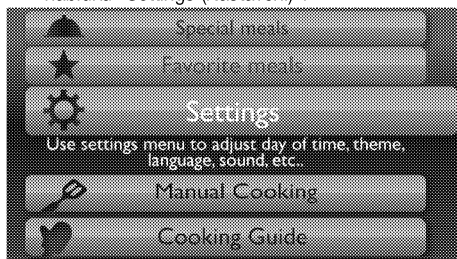 Special meals
Favorite meals
Settings
Use settings menu to adjust day of time, theme,
language, sound, etc..
Manual Cooking
Cooking Guide